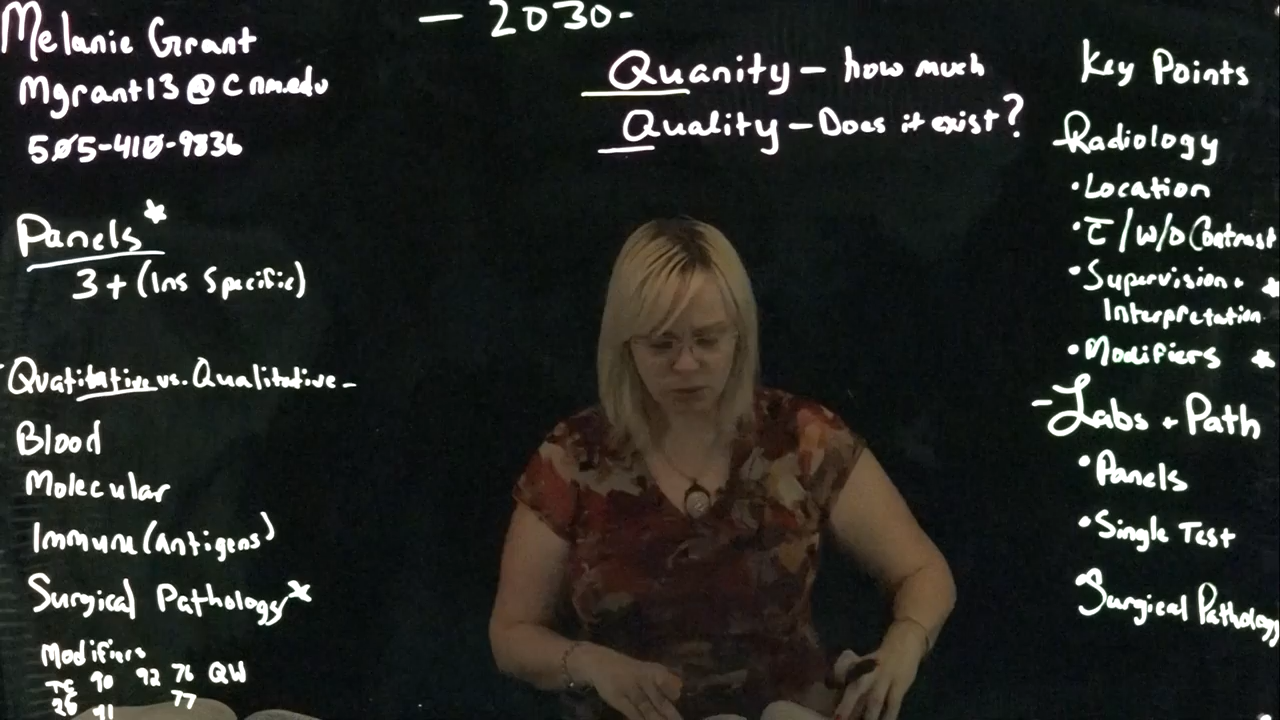 Melanie Grant
Mgrant13@cnm.edu
505-410-9836
Panels*
3+ (Ins Specific)
Quatitative vs. Qualitative -
Blood
Molecular
Immune (antigens)
Surgical Pathology*
Modifiers
TC 90 92 76 QW
26 91 77
- 2030-
Quanity - how much
Quality - Does it exist?
Key Points
Radiology
• Location
• C / W/O Contrast
• Supervision + *
Interpretation
• Modifiers *
- Labs + Path
• Panels
• Single Test
• Surgical Pathology